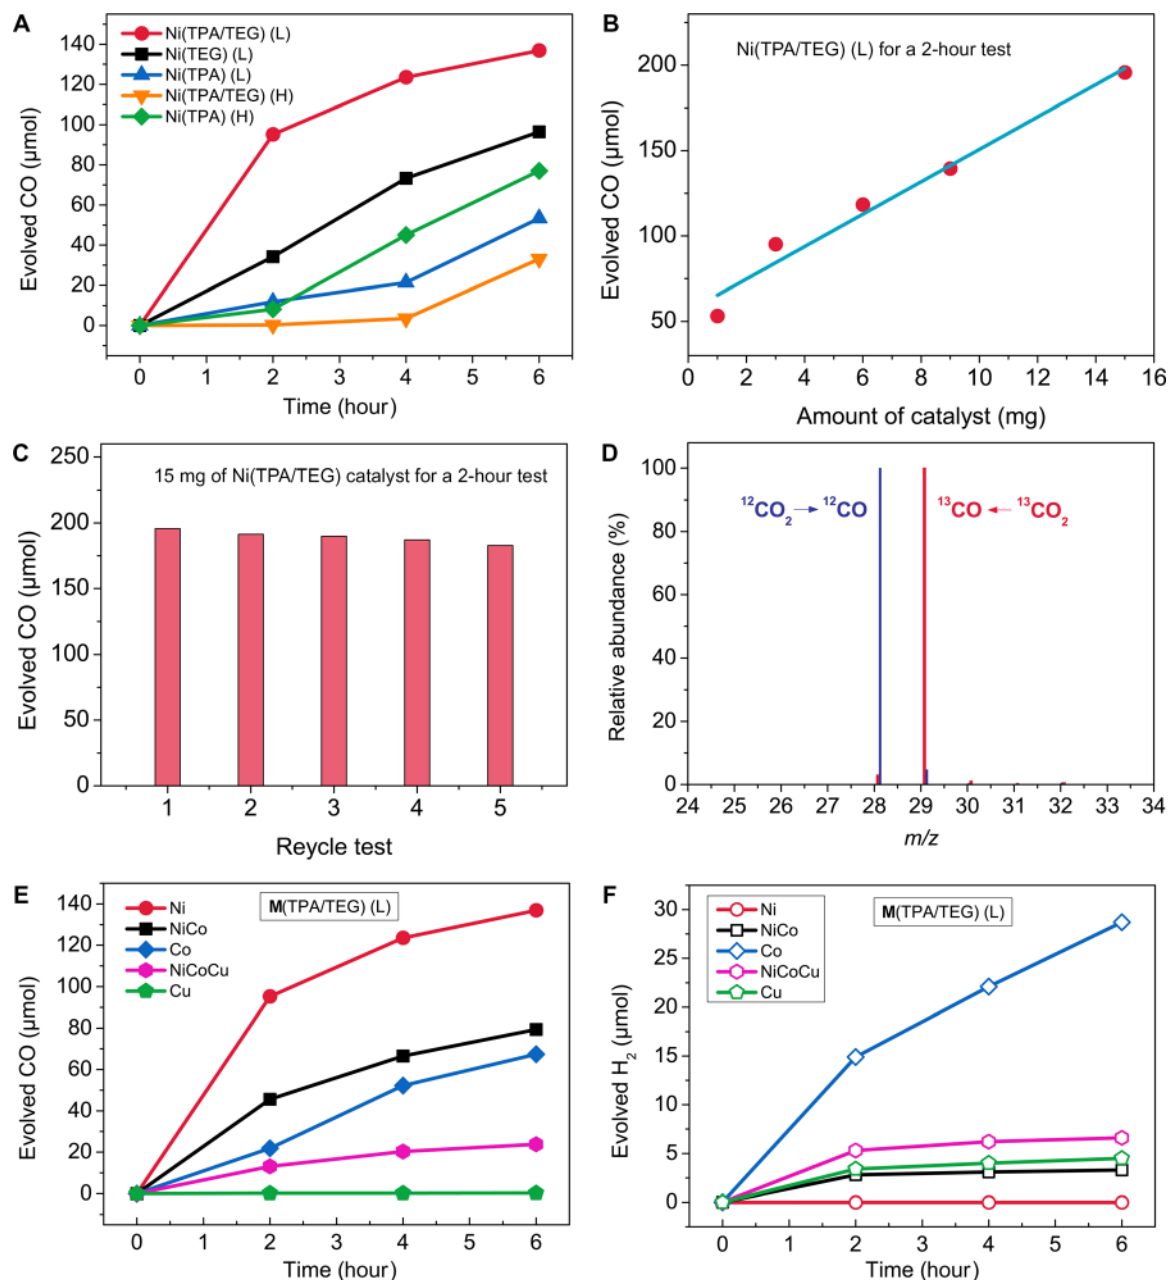 A
Ni(TPA/TEG) (L)
Ni(TEG) (L)
Ni(TPA) (L)
Ni(TPA/TEG) (H)
Ni(TPA) (H)
Evolved CO (μmol)
140
120
100
80
60
40
20
0
0 1 2 3 4 5 6
Time (hour)
B
Ni(TPA/TEG) (L) for a 2-hour test
Evolved CO (μmol)
200
150
100
50
0 2 4 6 8 10 12 14 16
Amount of catalyst (mg)
C
15 mg of Ni(TPA/TEG) catalyst for a 2-hour test
Evolved CO (μmol)
250
200
150
100
50
0
1 2 3 4 5
Reycle test
D
¹²CO₂ → ¹²CO
¹³CO ← ¹³CO₂
Relative abundance (%)
100
80
60
40
20
0
24 25 26 27 28 29 30 31 32 33 34
m/z
E
M(TPA/TEG) (L)
Ni
NiCo
Co
NiCoCu
Cu
Evolved CO (μmol)
140
120
100
80
60
40
20
0
0 1 2 3 4 5 6
Time (hour)
F
M(TPA/TEG) (L)
Ni
NiCo
Co
NiCoCu
Cu
Evolved H₂ (μmol)
30
25
20
15
10
5
0
0 1 2 3 4 5 6
Time (hour)